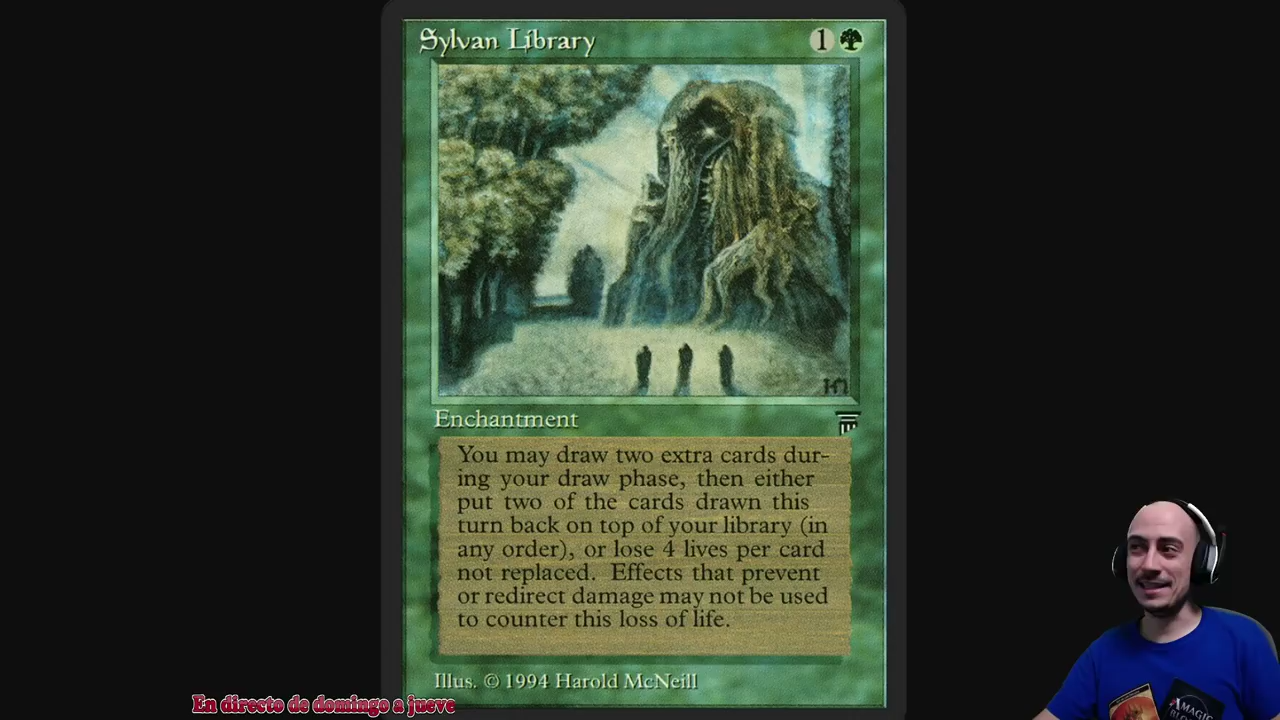 Sylvan Library 1
Enchantment
You may draw two extra cards dur-
ing your draw phase, then either
put two of the cards drawn this
turn back on top of your library (in
any order), or lose 4 lives per card
not replaced. Effects that prevent
or redirect damage may not be used
to counter this loss of life.
Illus. © 1994 Harold McNeill
En directo de domingo a jueve
MAGIC